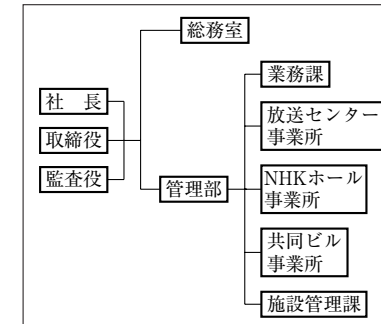 総務室
社　長
取締役
監査役
管理部
業務課
放送センター
事業所
NHKホール
事業所
共同ビル
事業所
施設管理課